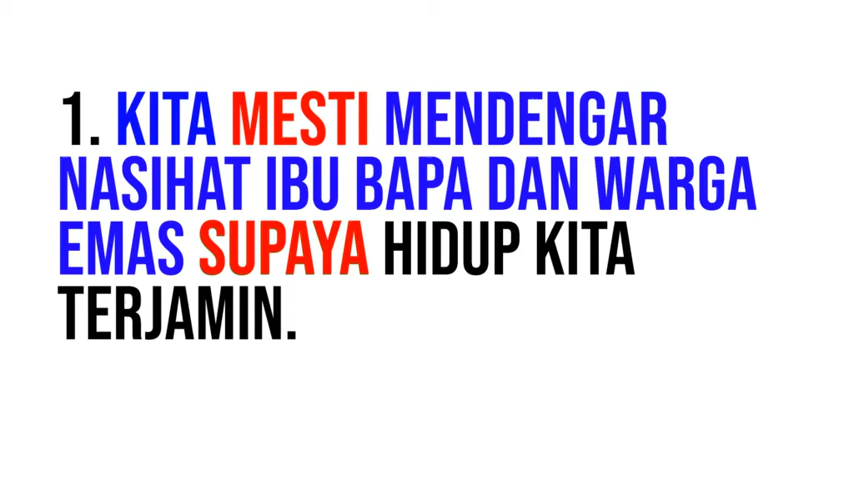 1. KITA MESTI MENDENGAR
NASIHAT IBU BAPA DAN WARGA
EMAS SUPAYA HIDUP KITA
TERJAMIN.